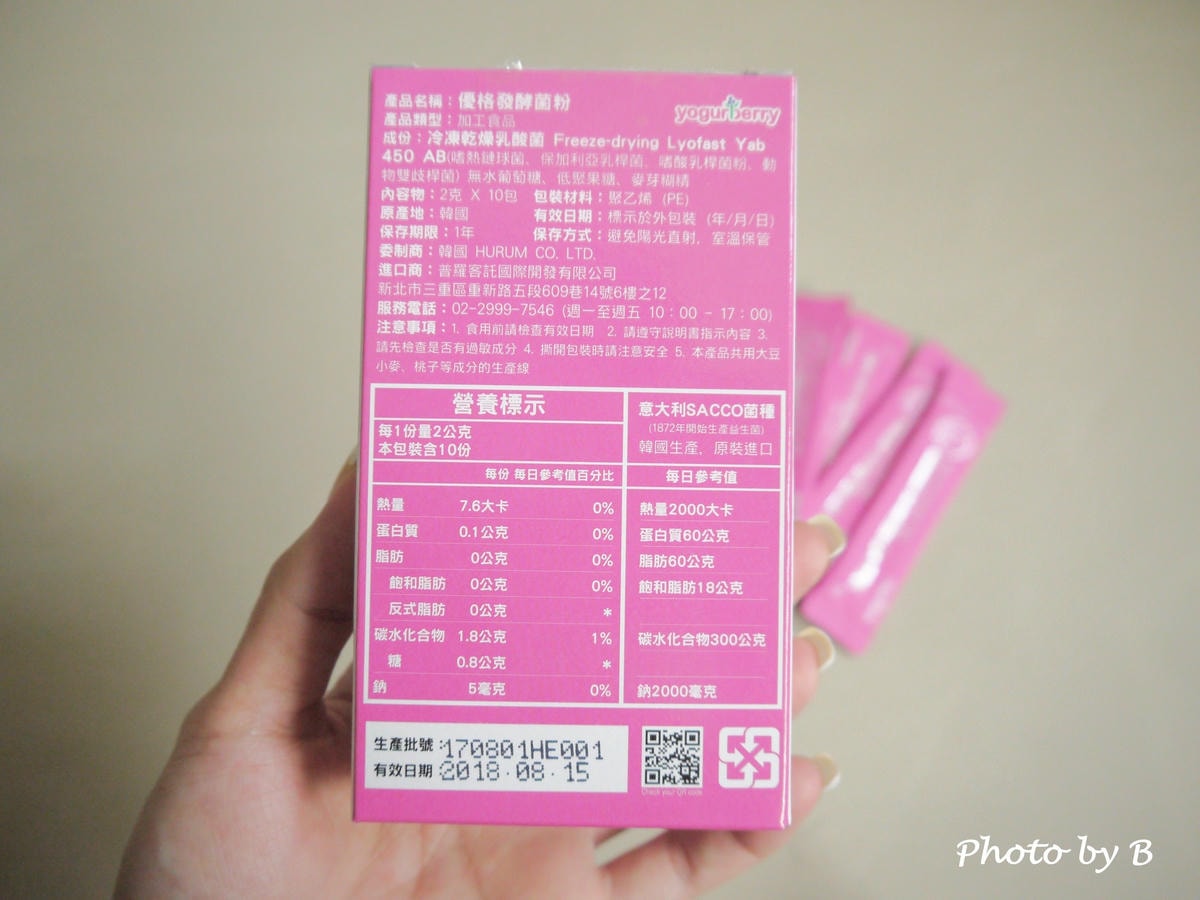 yogurberry
產品名稱：優格發酵菌粉
產品類型：加工食品
成份：冷凍乾燥乳酸菌 Freeze-drying Lyofast Yab
450 AB(嗜熱鏈球菌、保加利亞乳桿菌、嗜酸乳桿菌粉、動
物雙歧桿菌) 無水葡萄糖、低聚果糖、麥芽糊精
內容物：2克 X 10包 包裝材料：聚乙烯 (PE)
原產地：韓國 有效日期：標示於外包裝 (年/月/日)
保存期限：1年 保存方式：避免陽光直射，室溫保管
委制商：韓國 HURUM CO. LTD.
進口商：普羅客託國際開發有限公司
新北市三重區重新路五段609巷14號6樓之12
服務電話：02-2999-7546 (週一至週五 10：00 - 17：00)
注意事項：1. 食用前請檢查有效日期 2. 請遵守說明書指示內容 3.
請先檢查是否有過敏成分 4. 撕開包裝時請注意安全 5. 本產品共用大豆
小麥、桃子等成分的生產線
營養標示
每1份量2公克
本包裝含10份
每份 每日參考值百分比
熱量 7.6大卡 0%
蛋白質 0.1公克 0%
脂肪 0公克 0%
飽和脂肪 0公克 0%
反式脂肪 0公克 *
碳水化合物 1.8公克 1%
糖 0.8公克 *
鈉 5毫克 0%
意大利SACCO菌種
(1872年開始生產益生菌)
韓國生產，原裝進口
每日參考值
熱量2000大卡
蛋白質60公克
脂肪60公克
飽和脂肪18公克
碳水化合物300公克
鈉2000毫克
生產批號：170801HE001
有效日期：2018.08.15
Check your QR code
Photo by B